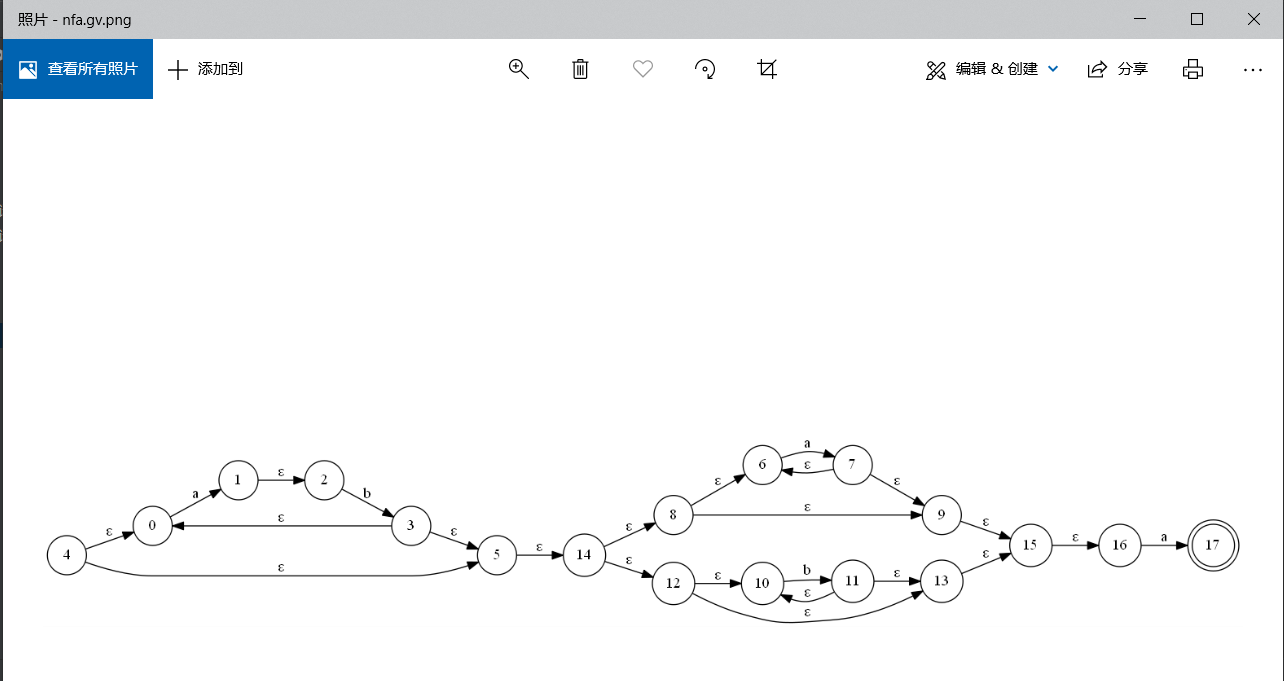 照片 - nfa.gv.png
查看所有照片 添加到 编辑 & 创建 分享
a
ε
6 7
ε
1 ε 2
ε ε
a b
8 ε 9
ε
0 ε 3
ε ε ε ε
4 5 ε 14 15 ε 16 a 17
ε
ε ε
12 ε 10 b 11 ε 13
ε
ε